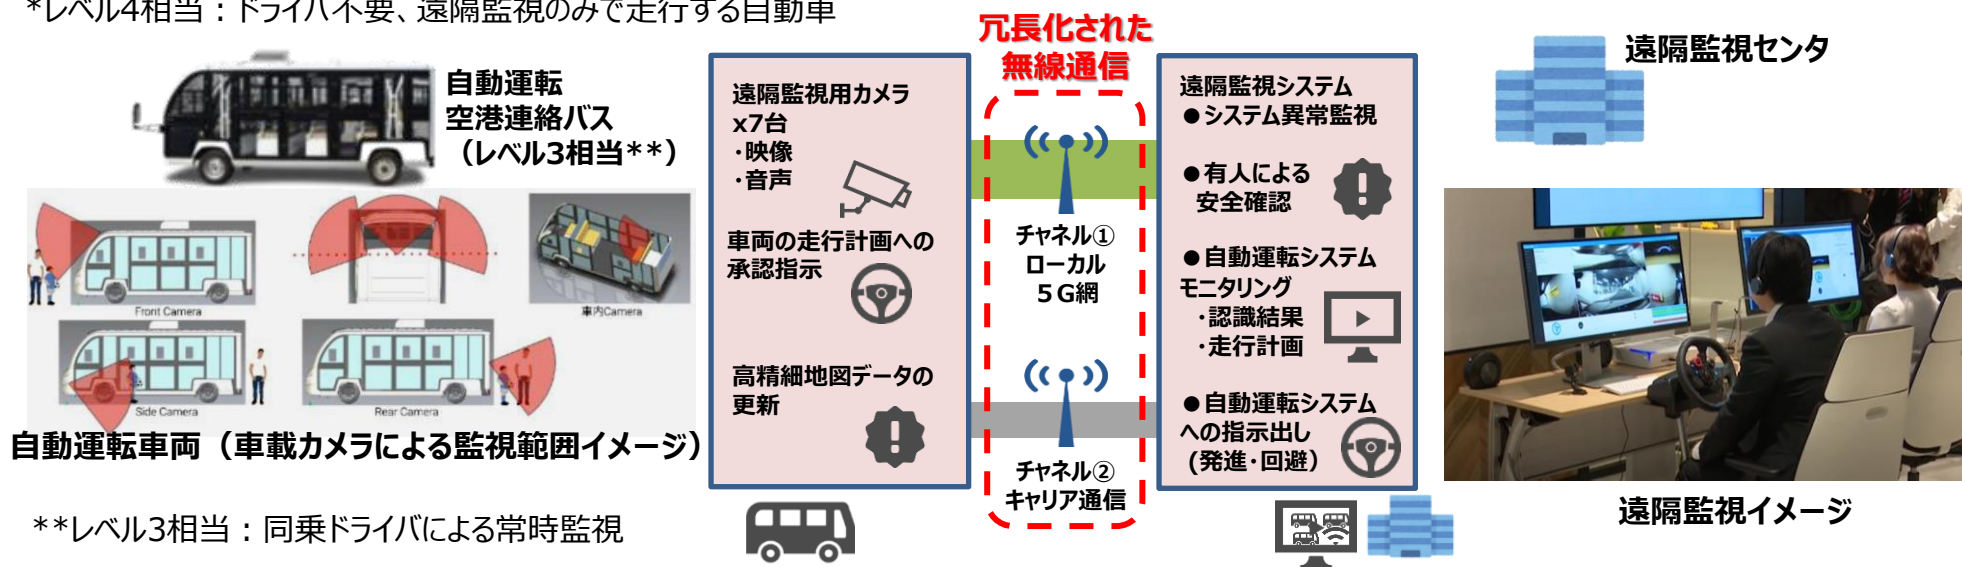 *レベル4相当：ドライバ不要、遠隔監視のみで走行する自動車
自動運転
空港連絡バス
（レベル3相当**）
Front Camera
車内Camera
Side Camera
Rear Camera
自動運転車両（車載カメラによる監視範囲イメージ）
**レベル3相当：同乗ドライバによる常時監視
遠隔監視用カメラ
x7台
・映像
・音声
車両の走行計画への
承認指示
高精細地図データの
更新
冗長化された
無線通信
チャネル①
ローカル
５G網
チャネル②
キャリア通信
遠隔監視システム
●システム異常監視
●有人による
安全確認
●自動運転システム
モニタリング
・認識結果
・走行計画
●自動運転システム
への指示出し
(発進・回避）
遠隔監視センタ
遠隔監視イメージ